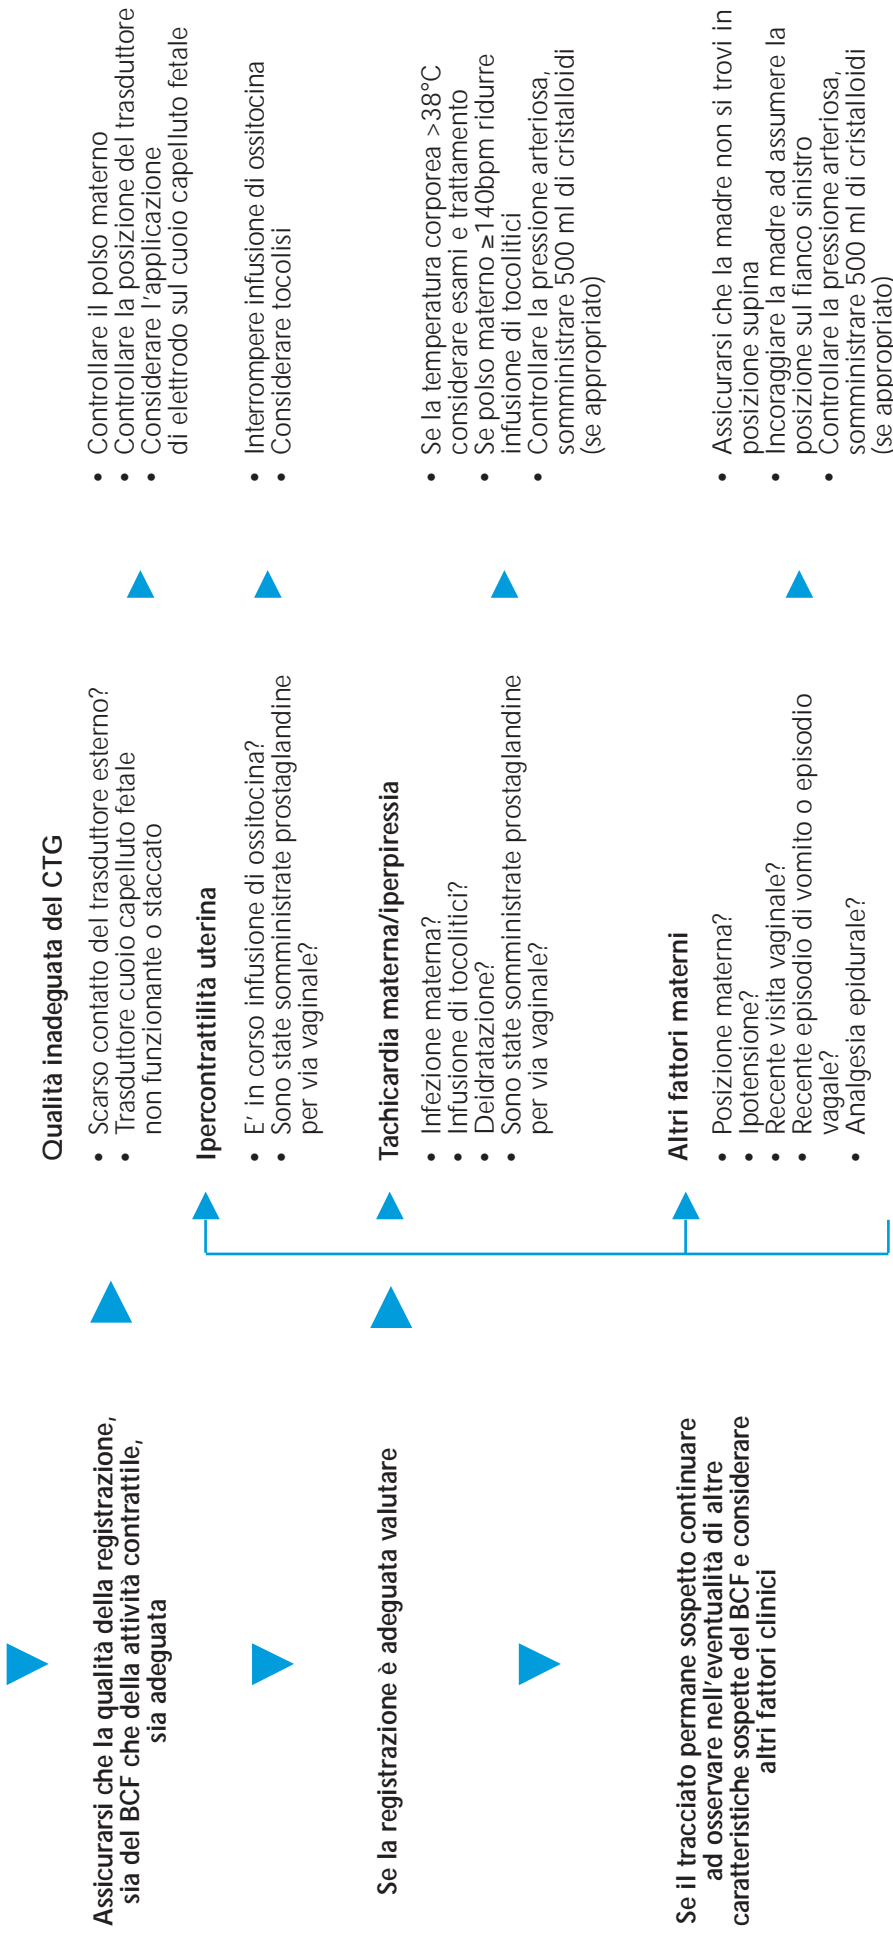 Assicurarsi che la qualità della registrazione,
sia del BCF che della attività contrattile,
sia adeguata
Qualità inadeguata del CTG
• Scarso contatto del trasduttore esterno?
• Trasduttore cuoio capelluto fetale
non funzionante o staccato
• Controllare il polso materno
• Controllare la posizione del trasduttore
• Considerare l'applicazione
di elettrodo sul cuoio capelluto fetale
Se la registrazione è adeguata valutare
Ipercontrattilità uterina
• E' in corso infusione di ossitocina?
• Sono state somministrate prostaglandine
per via vaginale?
• Interrompere infusione di ossitocina
• Considerare tocolisi
Tachicardia materna/iperpiressia
• Infezione materna?
• Infusione di tocolitici?
• Deidratazione?
• Sono state somministrate prostaglandine
per via vaginale?
• Se la temperatura corporea >38°C
considerare esami e trattamento
• Se polso materno ≥140bpm ridurre
infusione di tocolitici
• Controllare la pressione arteriosa,
somministrare 500 ml di cristalloidi
(se appropriato)
Se il tracciato permane sospetto continuare
ad osservare nell'eventualità di altre
caratteristiche sospette del BCF e considerare
altri fattori clinici
Altri fattori materni
• Posizione materna?
• Ipotensione?
• Recente visita vaginale?
• Recente episodio di vomito o episodio
vagale?
• Analgesia epidurale?
• Assicurarsi che la madre non si trovi in
posizione supina
• Incoraggiare la madre ad assumere la
posizione sul fianco sinistro
• Controllare la pressione arteriosa,
somministrare 500 ml di cristalloidi
(se appropriato)